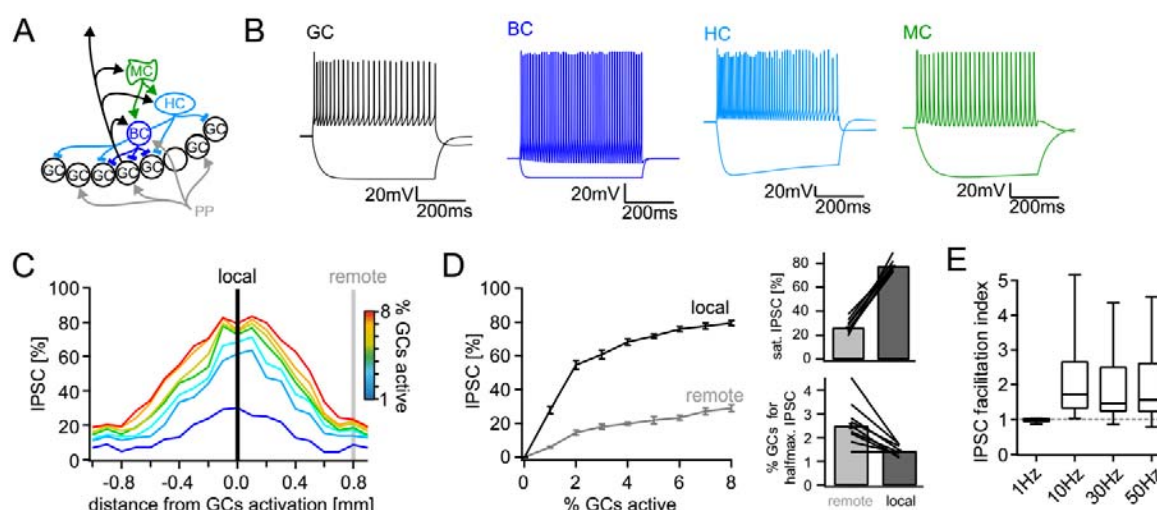 A
MC
HC
BC
GC
GC
GC
GC
GC
GC
GC
PP
B
GC
20mV
200ms
BC
20mV
200ms
HC
20mV
200ms
MC
20mV
200ms
C
local
remote
IPSC [%]
100
80
60
40
20
0
8
1
% GCs
active
-0.8
-0.4
0.0
0.4
0.8
distance from GCs activation [mm]
D
IPSC [%]
100
80
60
40
20
0
local
remote
0
2
4
6
8
% GCs active
sat. IPSC [%]
80
60
40
20
0
% GCs for
halfmax. IPSC
4
3
2
1
0
remote
local
E
IPSC facilitation index
5
4
3
2
1
0
1Hz
10Hz
30Hz
50Hz